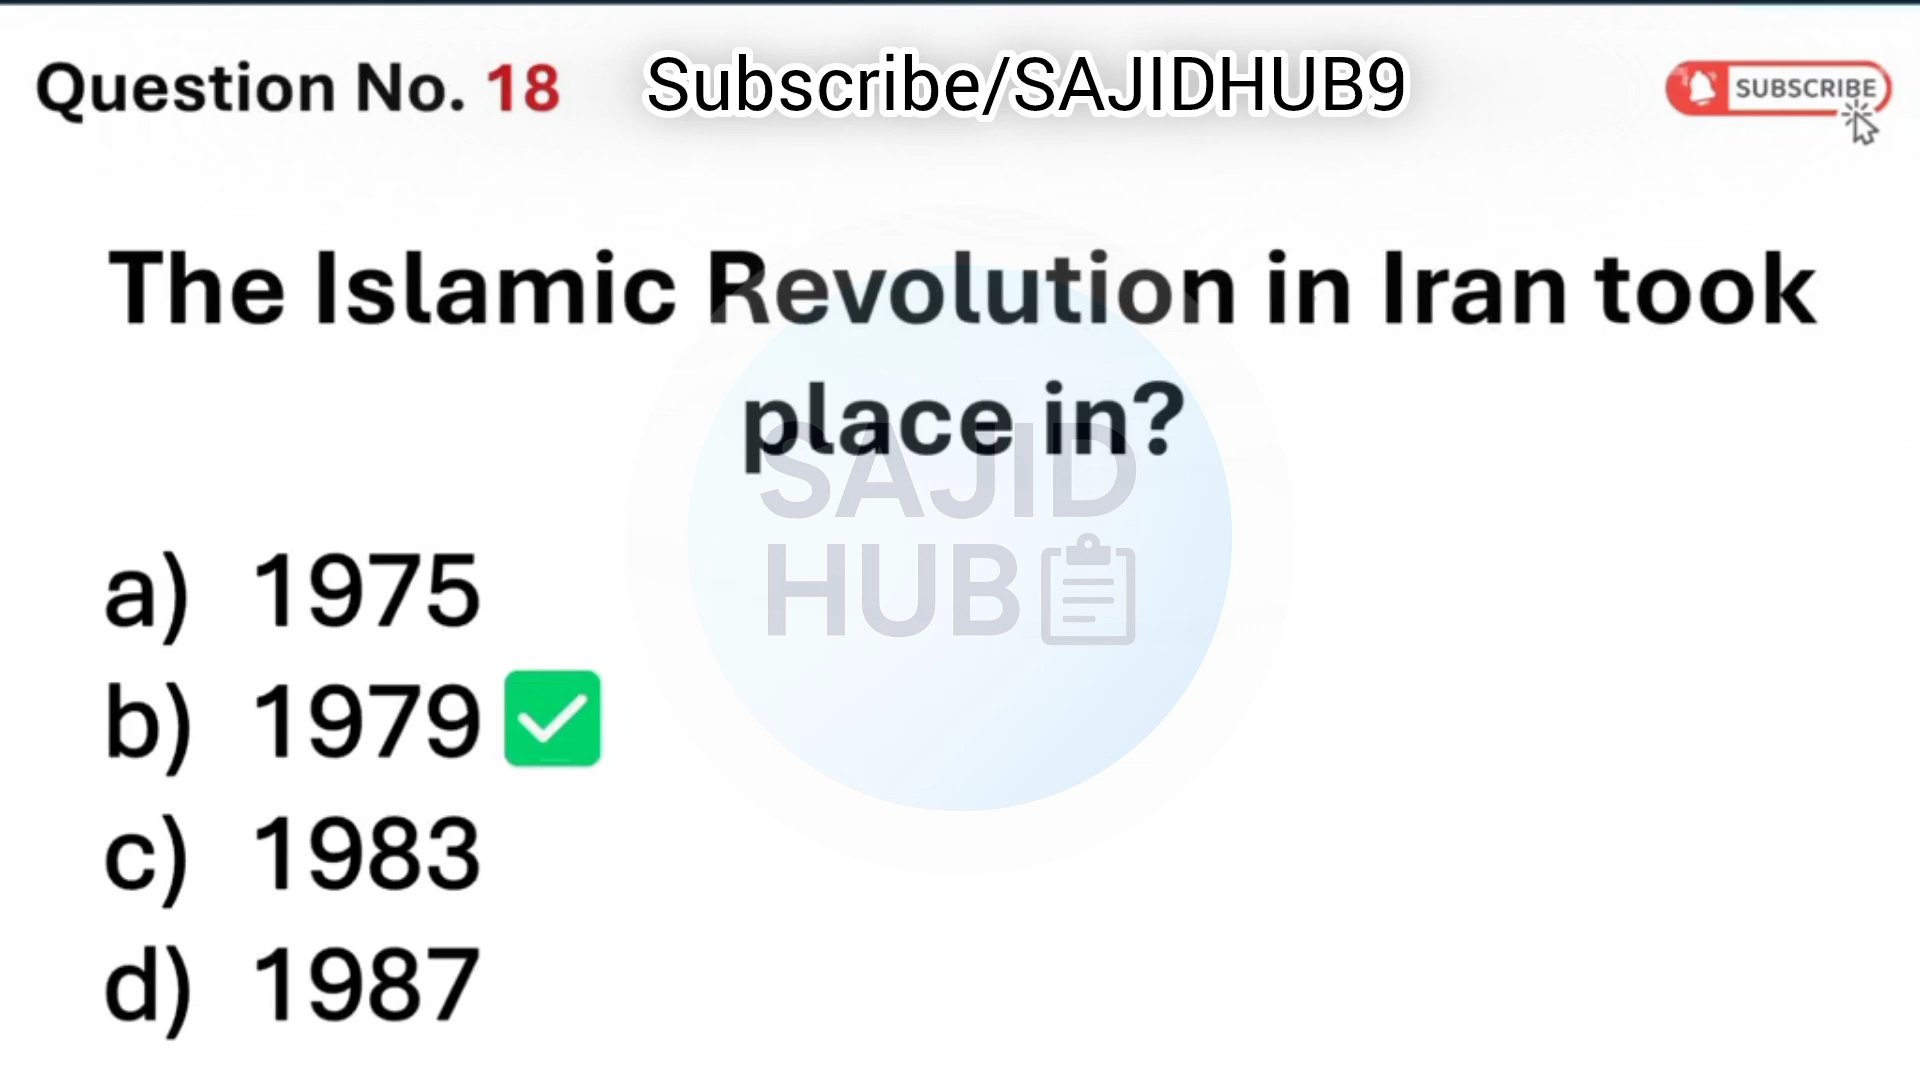 Question No. 18 Subscribe/SAJIDHUB9 SUBSCRIBE
The Islamic Revolution in Iran took
place in?
SAJID
HUB
a) 1975
b) 1979
c) 1983
d) 1987